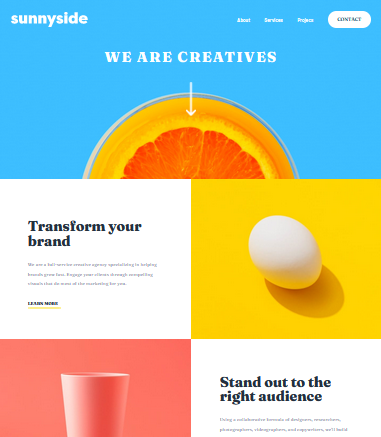 sunnyside
About Services Projects CONTACT
WE ARE CREATIVES
Transform your
brand
We are a full-service creative agency specializing in helping
brands grow fast. Engage your clients through compelling
visuals that do most of the marketing for you.
LEARN MORE
Stand out to the
right audience
Using a collaborative formula of designers, researchers,
photographers, videographers, and copywriters, we'll build